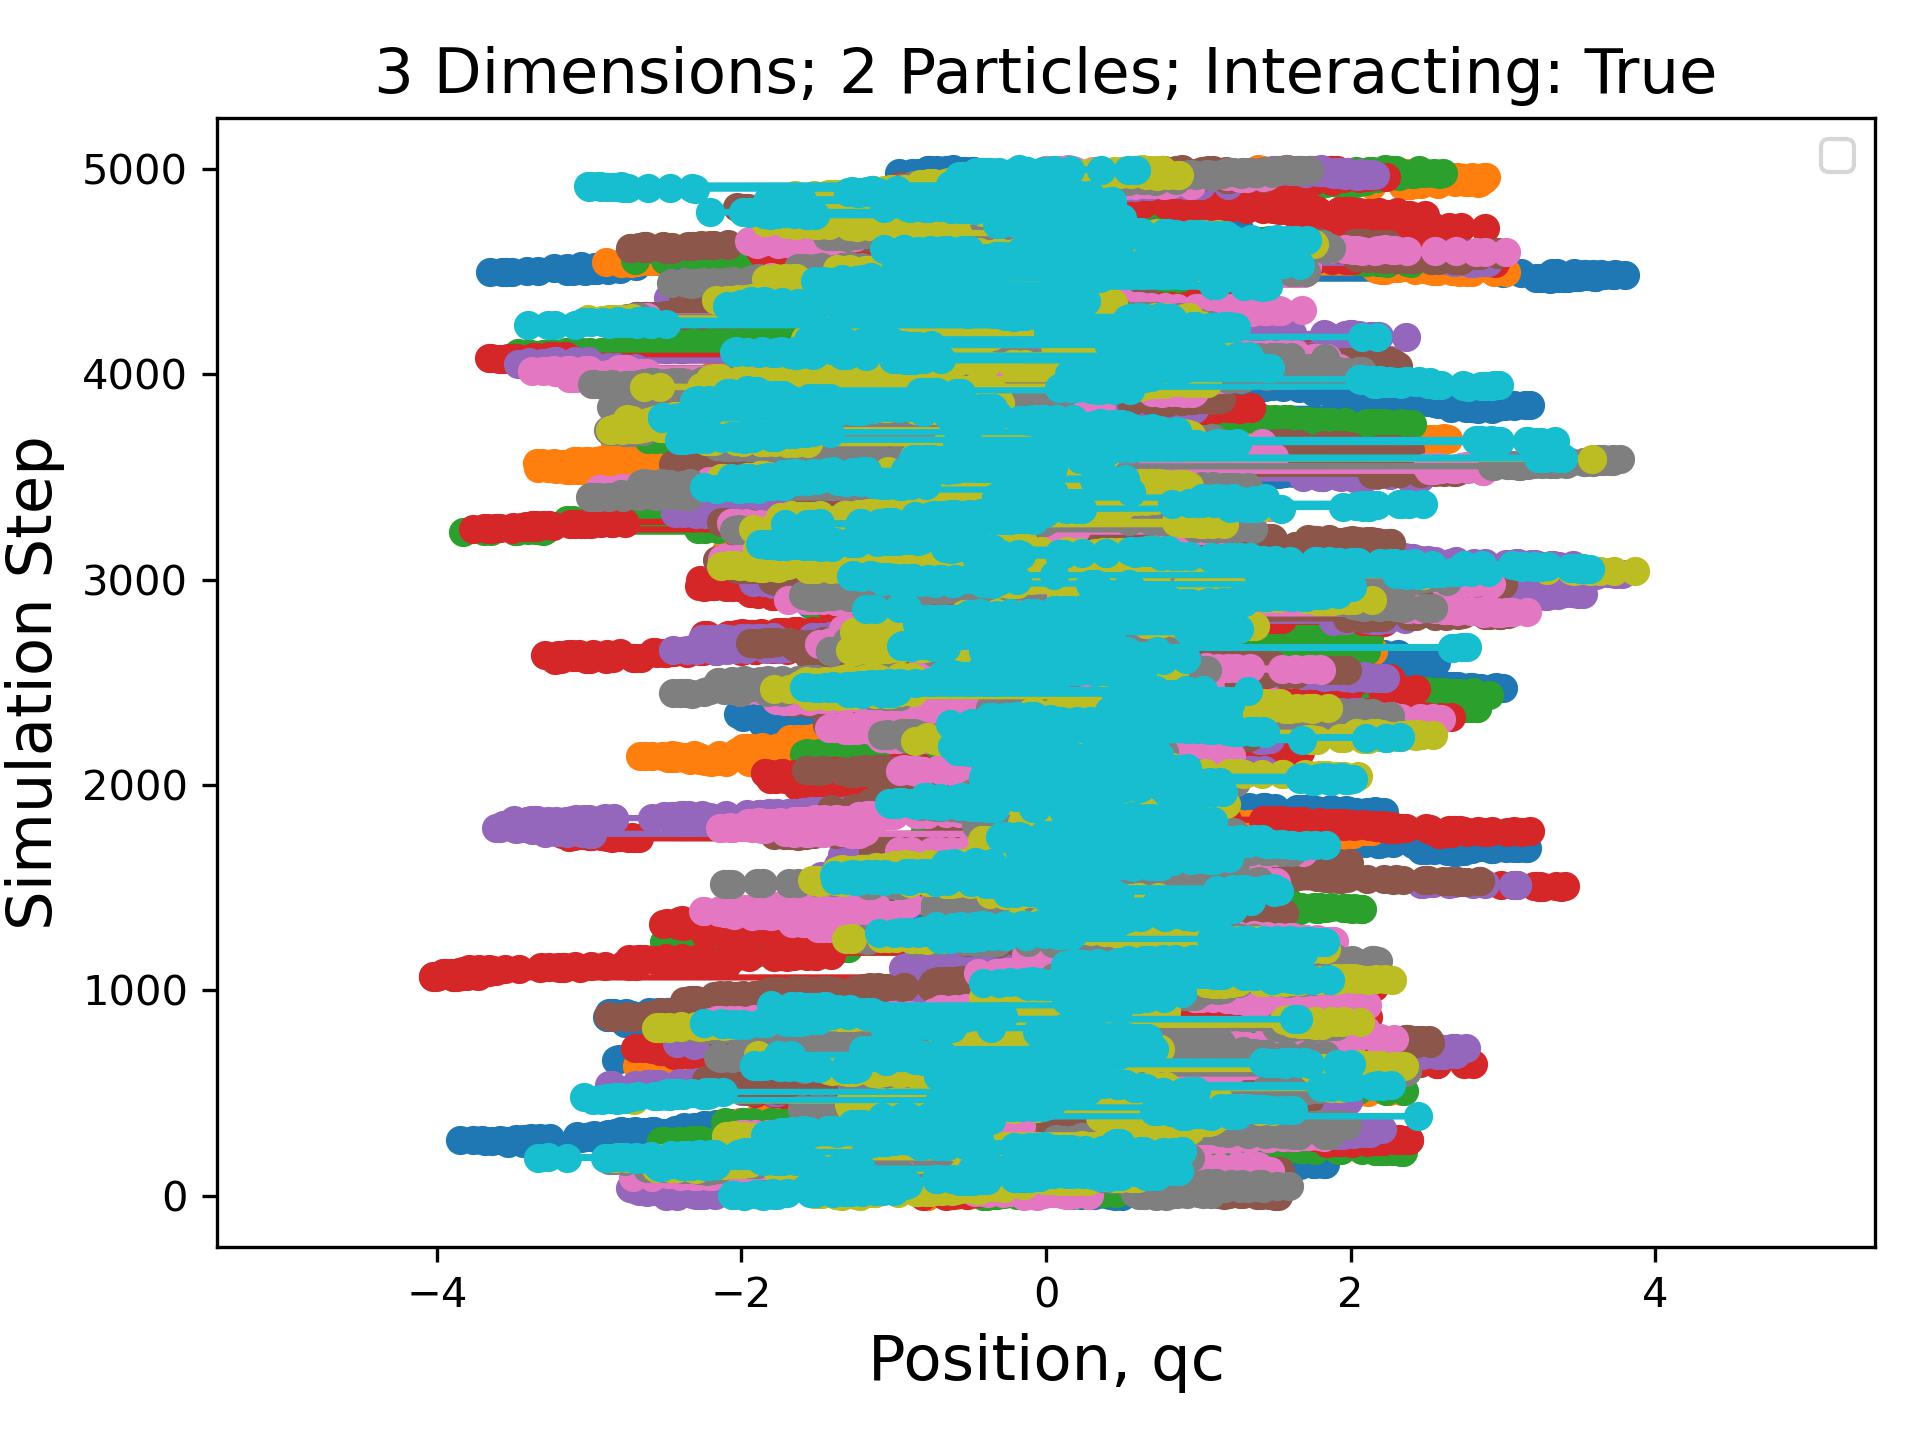 3 Dimensions; 2 Particles; Interacting: True
5000
4000
3000
2000
1000
0
Simulation Step
−4 −2 0 2 4
Position, qc